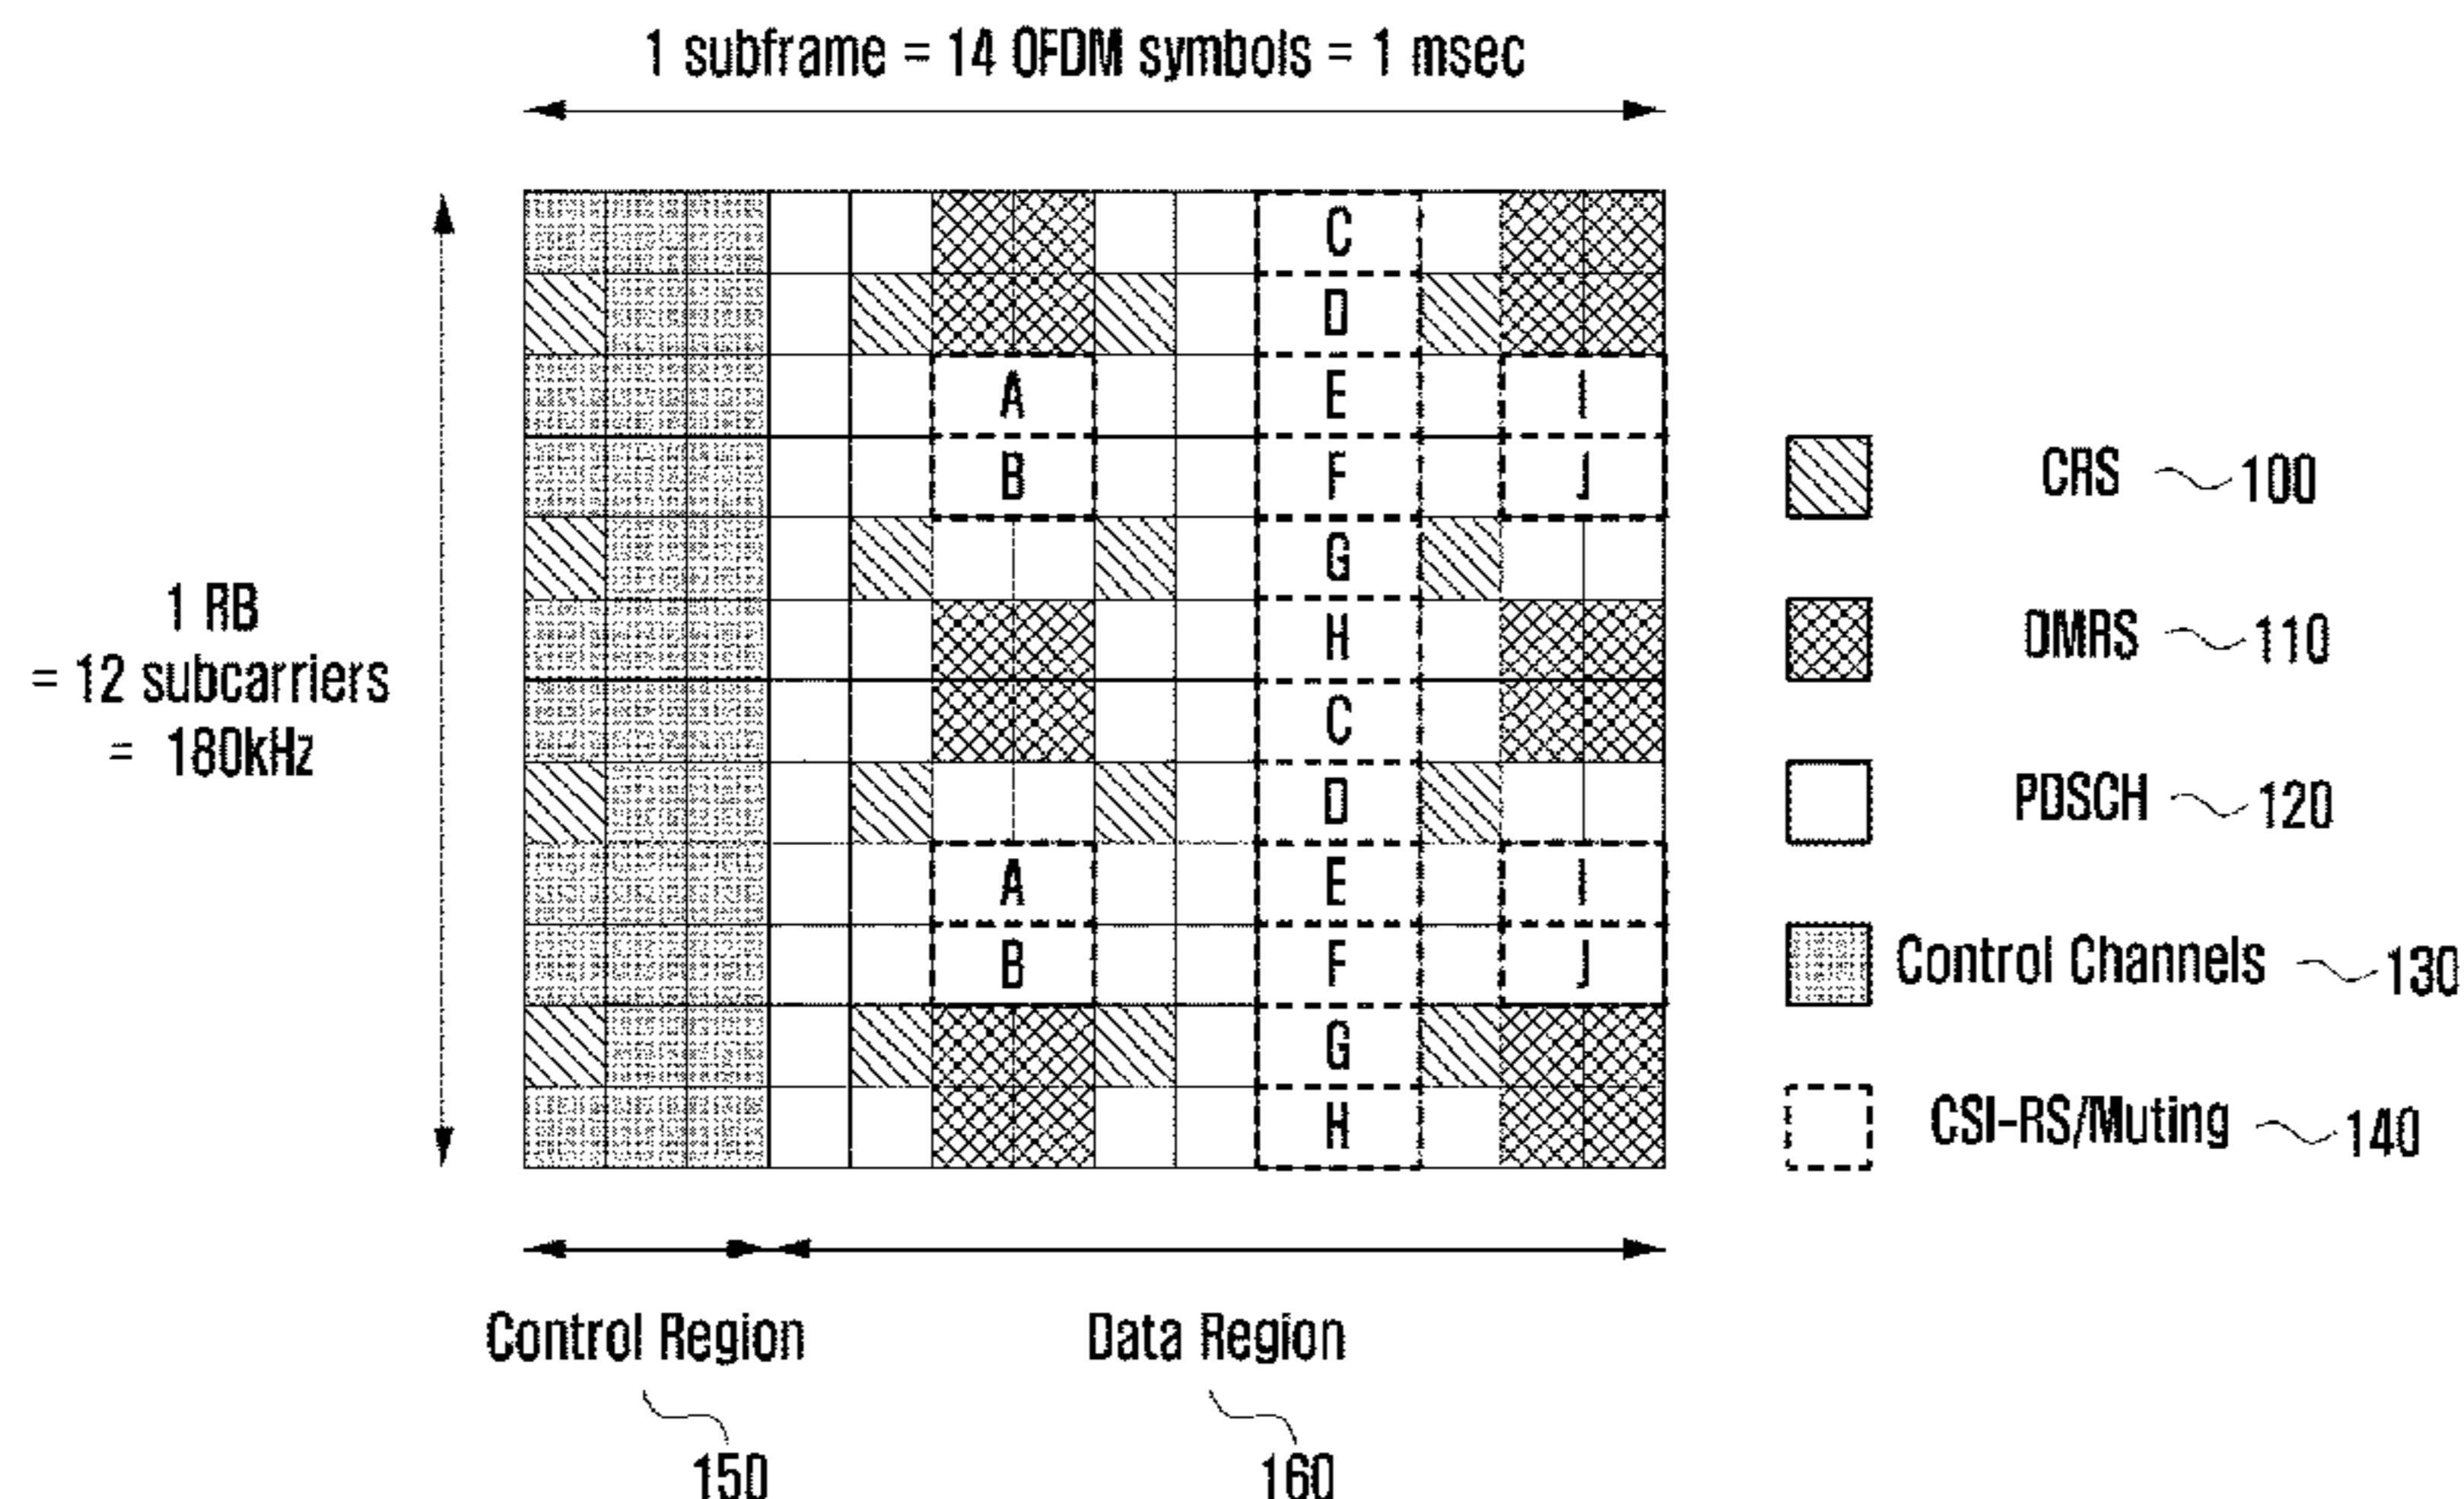 1 subframe = 14 OFDM symbols = 1 msec
1 RB
= 12 subcarriers
= 180kHz
C
D
A E I
B F J
G
H
C
D
A E I
B F J
G
H
CRS 100
DMRS 110
PDSCH 120
Control Channels 130
CSI-RS/Muting 140
Control Region Data Region
150 160